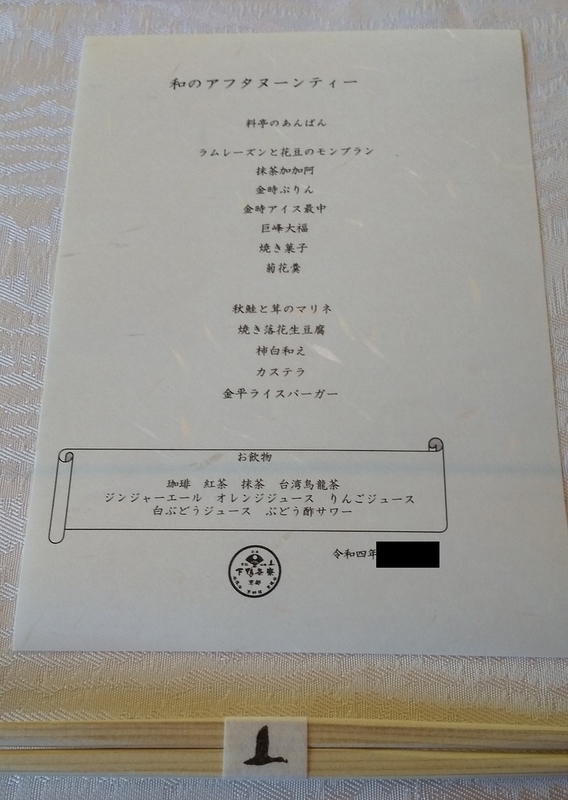 和のアフタヌーンティー
料亭のあんぱん
ラムレーズンと花豆のモンブラン
抹茶加加阿
金時ぷりん
金時アイス最中
巨峰大福
焼き菓子
菊花羹
秋鮭と茸のマリネ
焼き落花生豆腐
柿白和え
カステラ
金平ライスバーガー
お飲物
珈琲 紅茶 抹茶 台湾烏龍茶
ジンジャーエール オレンジジュース りんごジュース
白ぶどうジュース ぶどう酢サワー
令和四年
下鴨茶寮
京都